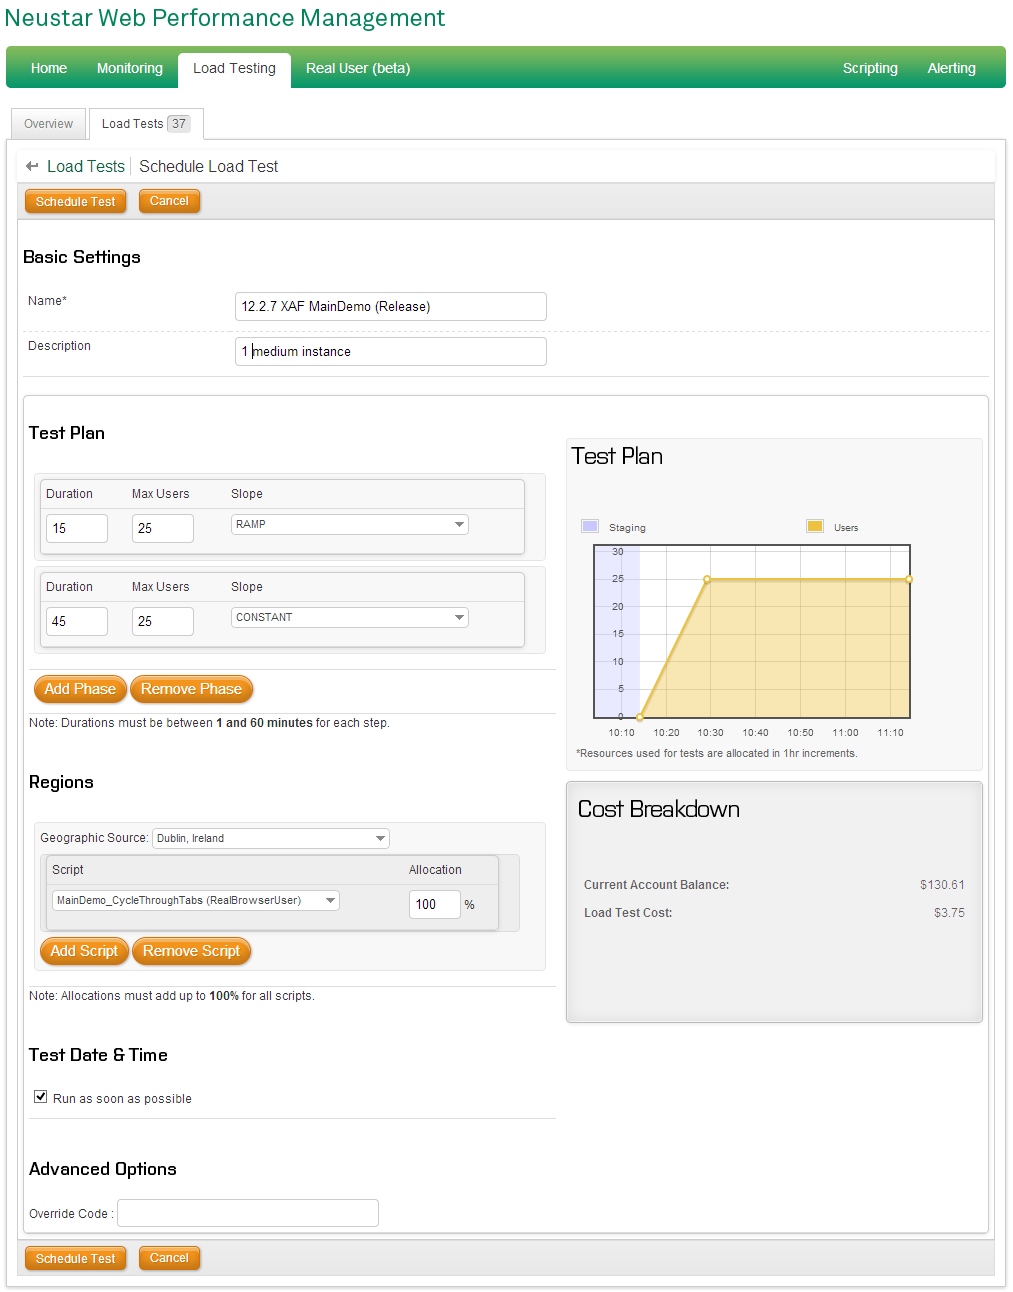 Neustar Web Performance Management
Home Monitoring Load Testing Real User (beta) Scripting Alerting
Overview Load Tests 37
Load Tests Schedule Load Test
Schedule Test Cancel
Basic Settings
Name* 12.2.7 XAF MainDemo (Release)
Description 1 medium instance
Test Plan
Duration Max Users Slope
15 25 RAMP
Duration Max Users Slope
45 25 CONSTANT
Add Phase Remove Phase
Note: Durations must be between 1 and 60 minutes for each step.
Test Plan
Staging Users
30
25
20
15
10
5
0
10:10 10:20 10:30 10:40 10:50 11:00 11:10
*Resources used for tests are allocated in 1hr increments.
Regions
Geographic Source: Dublin, Ireland
Script Allocation
MainDemo_CycleThroughTabs (RealBrowserUser) 100 %
Add Script Remove Script
Note: Allocations must add up to 100% for all scripts.
Cost Breakdown
Current Account Balance: $130.61
Load Test Cost: $3.75
Test Date & Time
Run as soon as possible
Advanced Options
Override Code :
Schedule Test Cancel